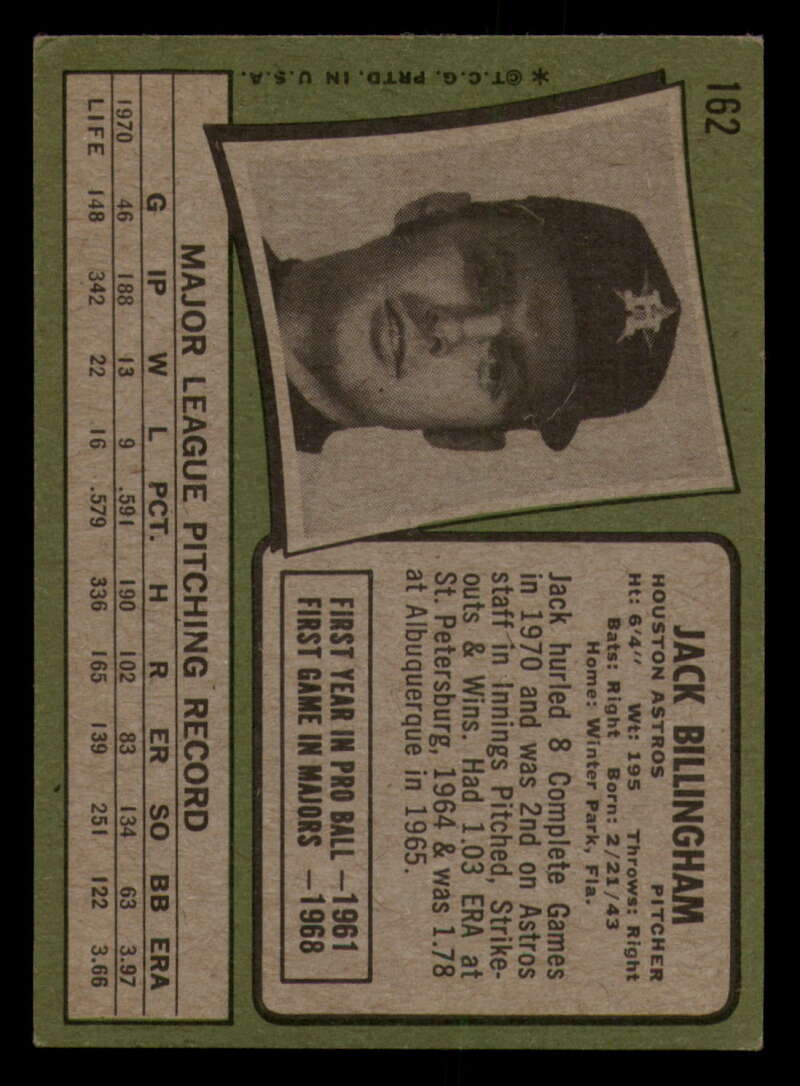 162
JACK BILLINGHAM
HOUSTON ASTROS PITCHER
Ht: 6'4" Wt: 195 Throws: Right
Bats: Right Born: 2/21/43
Home: Winter Park, Fla.
Jack hurled 8 Complete Games
in 1970 and was 2nd on Astros
staff in Innings Pitched, Strike-
outs & Wins. Had 1.03 ERA at
St. Petersburg, 1964 & was 1.78
at Albuquerque in 1965.
FIRST YEAR IN PRO BALL —1961
FIRST GAME IN MAJORS —1968
MAJOR LEAGUE PITCHING RECORD
G IP W L PCT. H R ER SO BB ERA
1970 46 188 13 9 .591 190 102 83 134 63 3.97
LIFE 148 342 22 16 .579 336 165 139 251 122 3.66
* ©T.C.G. PRTD. IN U.S.A.
H